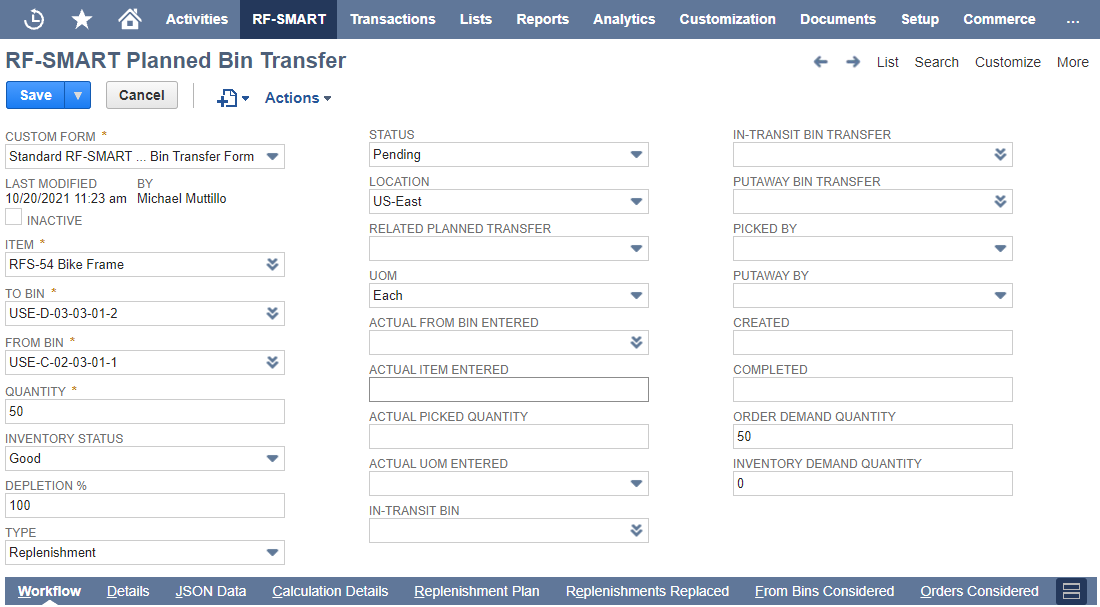 Activities RF-SMART Transactions Lists Reports Analytics Customization Documents Setup Commerce ...
RF-SMART Planned Bin Transfer
List Search Customize More
Save Cancel Actions
CUSTOM FORM *
Standard RF-SMART ... Bin Transfer Form
LAST MODIFIED BY
10/20/2021 11:23 am Michael Muttillo
INACTIVE
ITEM *
RFS-54 Bike Frame
TO BIN *
USE-D-03-03-01-2
FROM BIN *
USE-C-02-03-01-1
QUANTITY *
50
INVENTORY STATUS
Good
DEPLETION %
100
TYPE
Replenishment
STATUS
Pending
LOCATION
US-East
RELATED PLANNED TRANSFER
UOM
Each
ACTUAL FROM BIN ENTERED
ACTUAL ITEM ENTERED
ACTUAL PICKED QUANTITY
ACTUAL UOM ENTERED
IN-TRANSIT BIN
IN-TRANSIT BIN TRANSFER
PUTAWAY BIN TRANSFER
PICKED BY
PUTAWAY BY
CREATED
COMPLETED
ORDER DEMAND QUANTITY
50
INVENTORY DEMAND QUANTITY
0
Workflow Details JSON Data Calculation Details Replenishment Plan Replenishments Replaced From Bins Considered Orders Considered